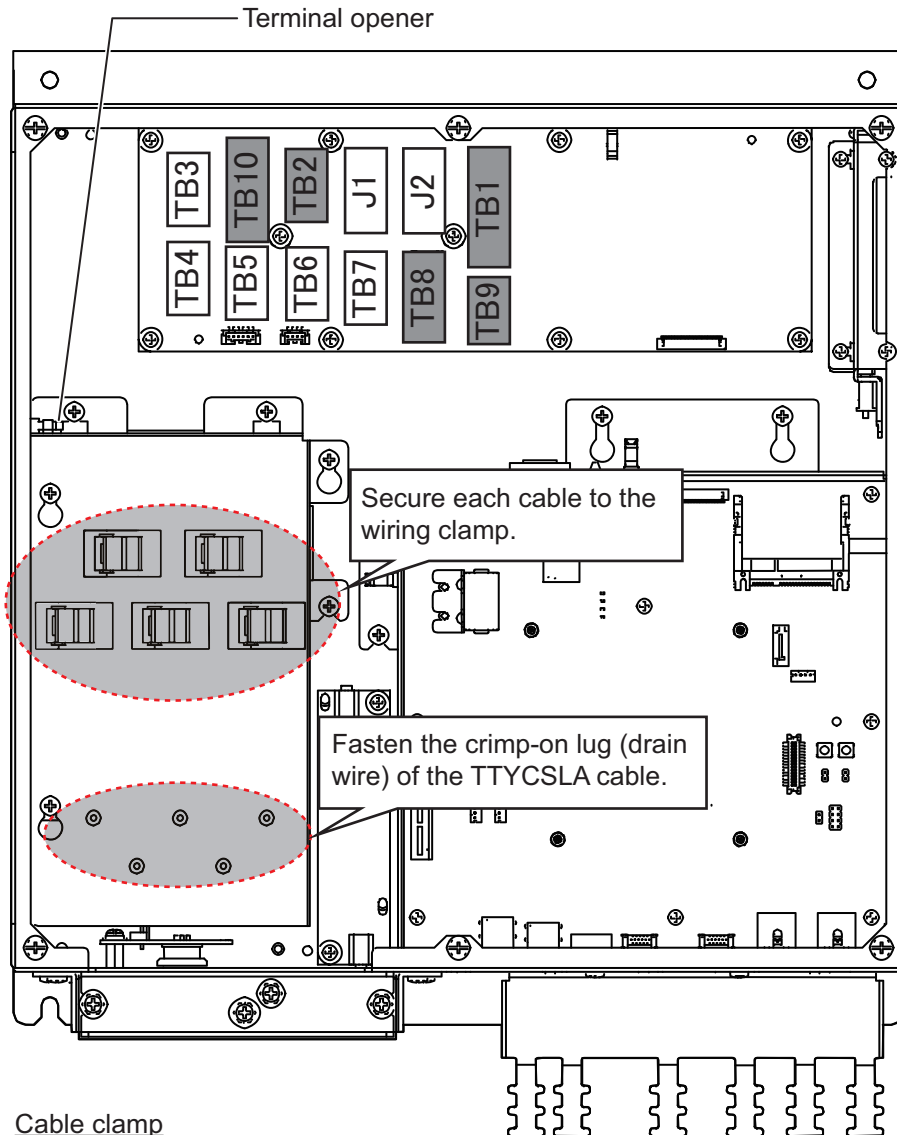 Terminal opener
TB3
TB10
TB2
J1
J2
TB1
TB4
TB5
TB6
TB7
TB8
TB9
Secure each cable to the
wiring clamp.
Fasten the crimp-on lug (drain
wire) of the TTYCSLA cable.
Cable clamp